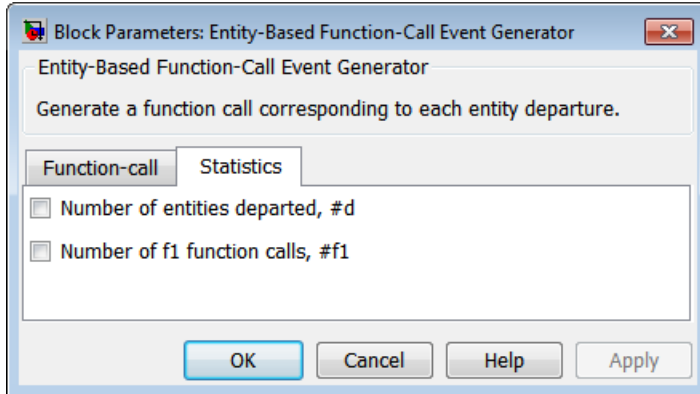 Block Parameters: Entity-Based Function-Call Event Generator
Entity-Based Function-Call Event Generator
Generate a function call corresponding to each entity departure.
Function-call Statistics
Number of entities departed, #d
Number of f1 function calls, #f1
OK Cancel Help Apply